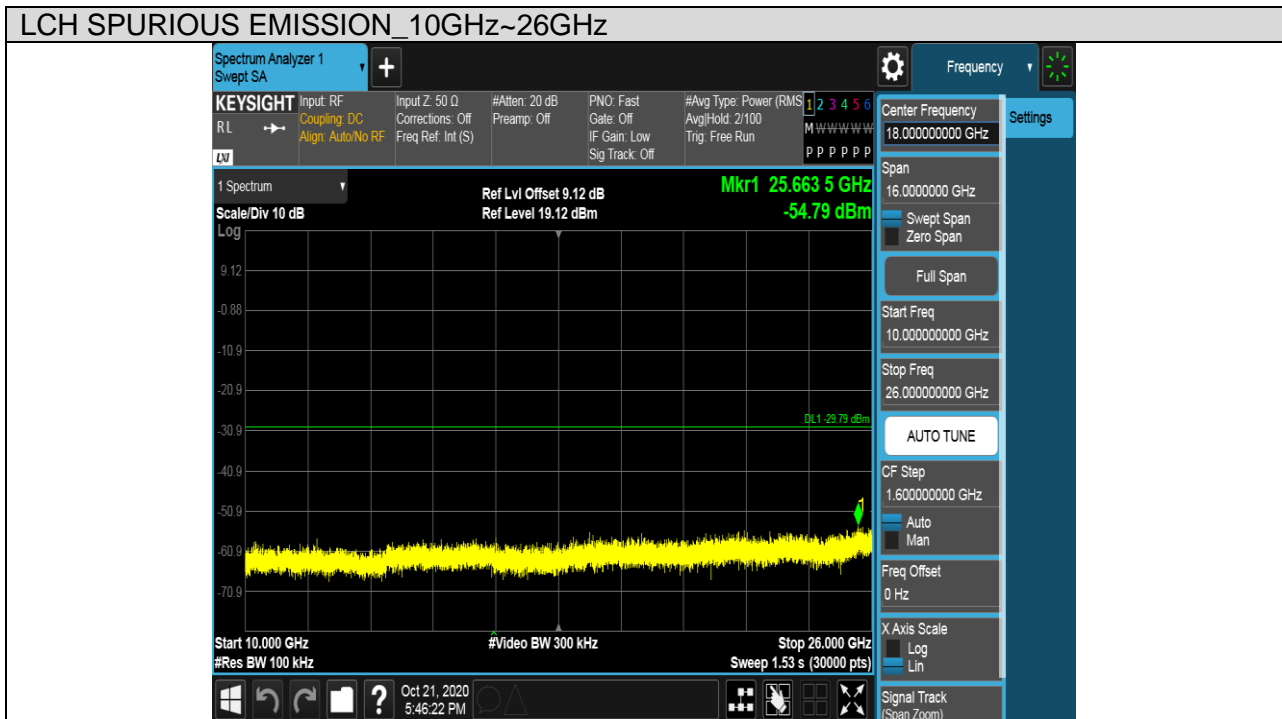 LCH SPURIOUS EMISSION_10GHz~26GHz
Spectrum Analyzer 1
Swept SA
+
Frequency
KEYSIGHT
RL
LXI
Input: RF
Coupling: DC
Align: Auto/No RF
Input Z: 50 Ω
Corrections: Off
Freq Ref: Int (S)
#Atten: 20 dB
Preamp: Off
PNO: Fast
Gate: Off
IF Gain: Low
Sig Track: Off
#Avg Type: Power (RMS
Avg|Hold: 2/100
Trig: Free Run
1 2 3 4 5 6
M W W W W W
P P P P P P
1 Spectrum
Scale/Div 10 dB
Ref Lvl Offset 9.12 dB
Ref Level 19.12 dBm
Mkr1 25.663 5 GHz
-54.79 dBm
Log
9.12
-0.88
-10.9
-20.9
-30.9
-40.9
-50.9
-60.9
-70.9
DL1 -29.79 dBm
1
Start 10.000 GHz
#Res BW 100 kHz
#Video BW 300 kHz
Stop 26.000 GHz
Sweep 1.53 s (30000 pts)
?
Oct 21, 2020
5:46:22 PM
Center Frequency
18.000000000 GHz
Settings
Span
16.0000000 GHz
Swept Span
Zero Span
Full Span
Start Freq
10.000000000 GHz
Stop Freq
26.000000000 GHz
AUTO TUNE
CF Step
1.600000000 GHz
Auto
Man
Freq Offset
0 Hz
X Axis Scale
Log
Lin
Signal Track
(Span Zoom)